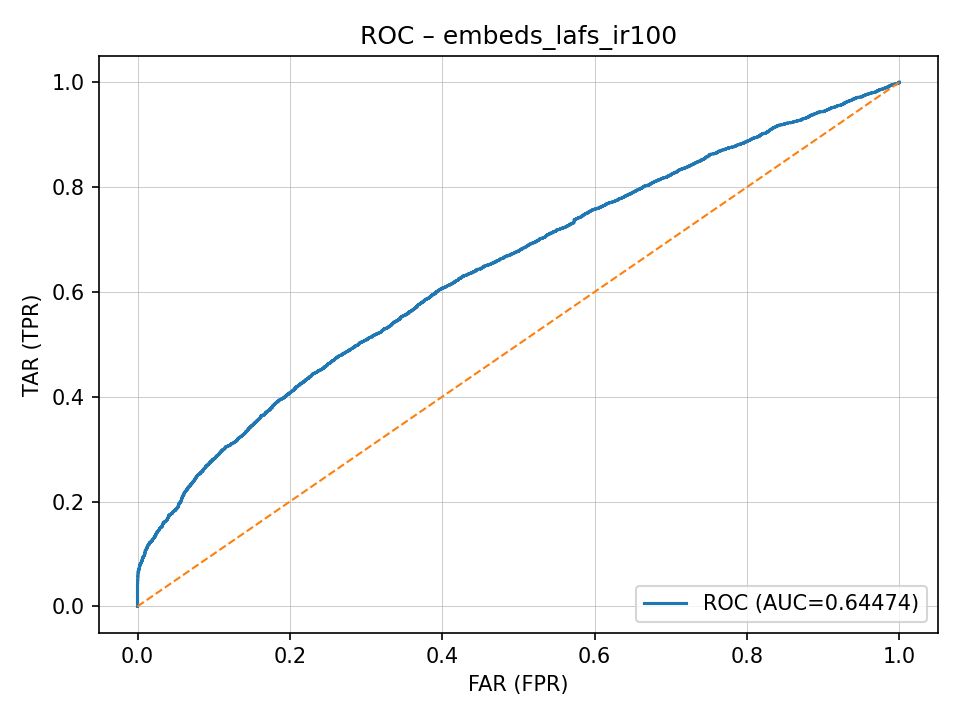 ROC – embeds_lafs_ir100
TAR (TPR)
1.0
0.8
0.6
0.4
0.2
0.0
ROC (AUC=0.64474)
0.0 0.2 0.4 0.6 0.8 1.0
FAR (FPR)